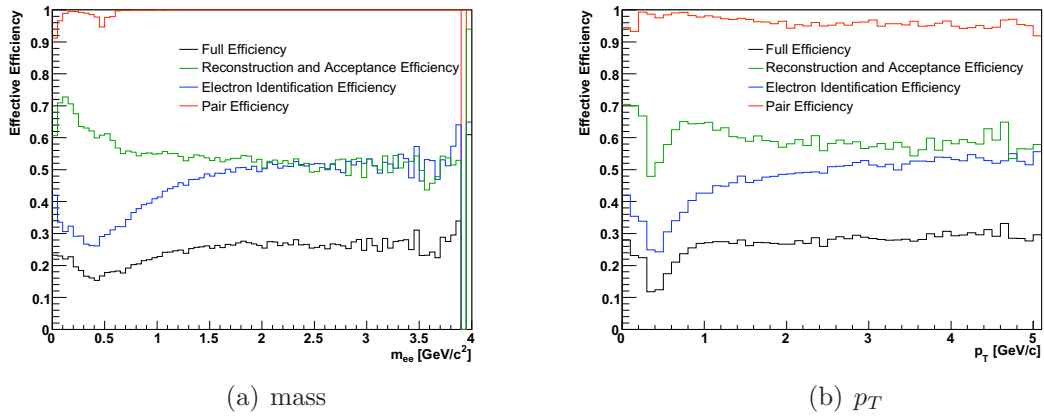 Effective Efficiency
1
0.9
0.8
0.7
0.6
0.5
0.4
0.3
0.2
0.1
0
Full Efficiency
Reconstruction and Acceptance Efficiency
Electron Identification Efficiency
Pair Efficiency
0 0.5 1 1.5 2 2.5 3 3.5 4
m_ee [GeV/c²]
(a) mass
Effective Efficiency
1
0.9
0.8
0.7
0.6
0.5
0.4
0.3
0.2
0.1
0
Full Efficiency
Reconstruction and Acceptance Efficiency
Electron Identification Efficiency
Pair Efficiency
0 1 2 3 4 5
p_T [GeV/c]
(b) p_T